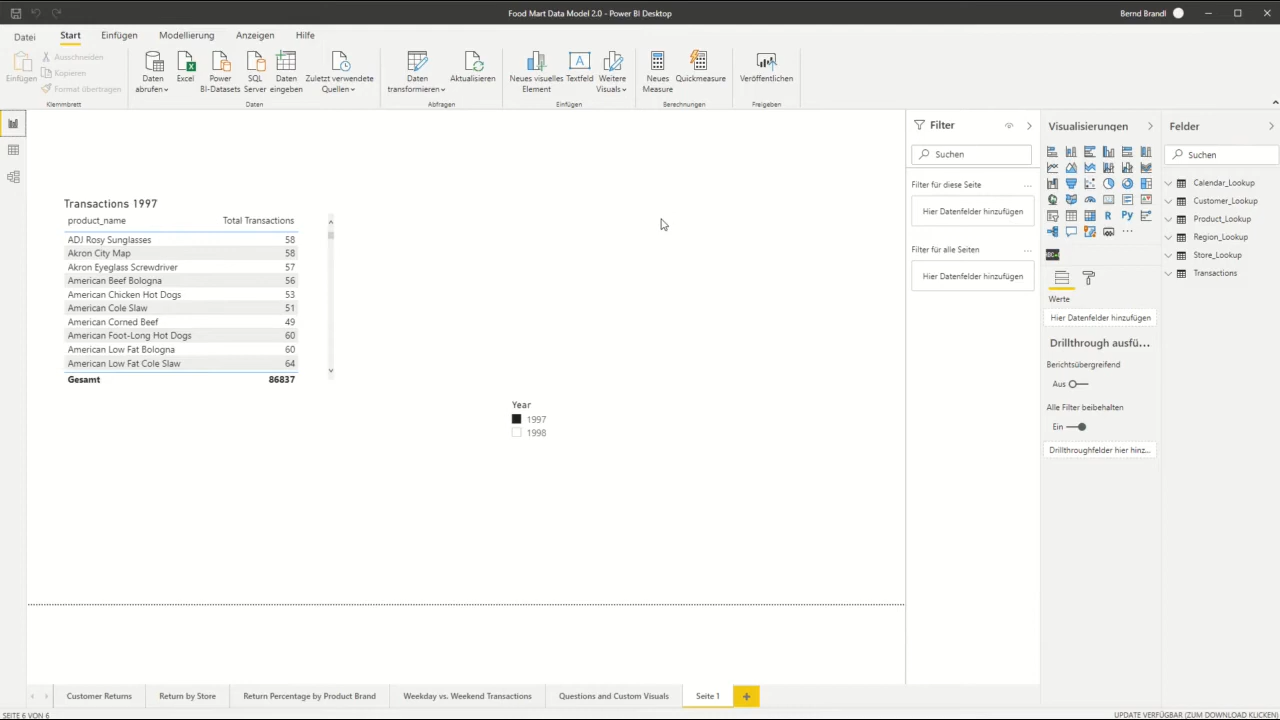 Food Mart Data Model 2.0 - Power BI Desktop
Bernd Brandl
Datei Start Einfügen Modellierung Anzeigen Hilfe
Einfügen
Ausschneiden
Kopieren
Format übertragen
Klemmbrett
Daten abrufen
Excel
Power BI-Datasets
SQL Server
Daten eingeben
Zuletzt verwendete Quellen
Daten
Daten transformieren
Aktualisieren
Abfragen
Neues visuelles Element
Textfeld
Weitere Visuals
Einfügen
Neues Measure
Quickmeasure
Berechnungen
Veröffentlichen
Freigeben
Transactions 1997
product_name Total Transactions
ADJ Rosy Sunglasses 58
Akron City Map 58
Akron Eyeglass Screwdriver 57
American Beef Bologna 56
American Chicken Hot Dogs 53
American Cole Slaw 51
American Corned Beef 49
American Foot-Long Hot Dogs 60
American Low Fat Bologna 60
American Low Fat Cole Slaw 64
Gesamt 86837
Year
1997
1998
Filter
Suchen
Filter für diese Seite
Hier Datenfelder hinzufügen
Filter für alle Seiten
Hier Datenfelder hinzufügen
Visualisierungen
R Py
Werte
Hier Datenfelder hinzufügen
Drillthrough ausfü...
Berichtsübergreifend
Aus
Alle Filter beibehalten
Ein
Drillthroughfelder hier hinz...
Felder
Suchen
Calendar_Lookup
Customer_Lookup
Product_Lookup
Region_Lookup
Store_Lookup
Transactions
Customer Returns Return by Store Return Percentage by Product Brand Weekday vs. Weekend Transactions Questions and Custom Visuals Seite 1 +
SEITE 6 VON 6
UPDATE VERFÜGBAR (ZUM DOWNLOAD KLICKEN)